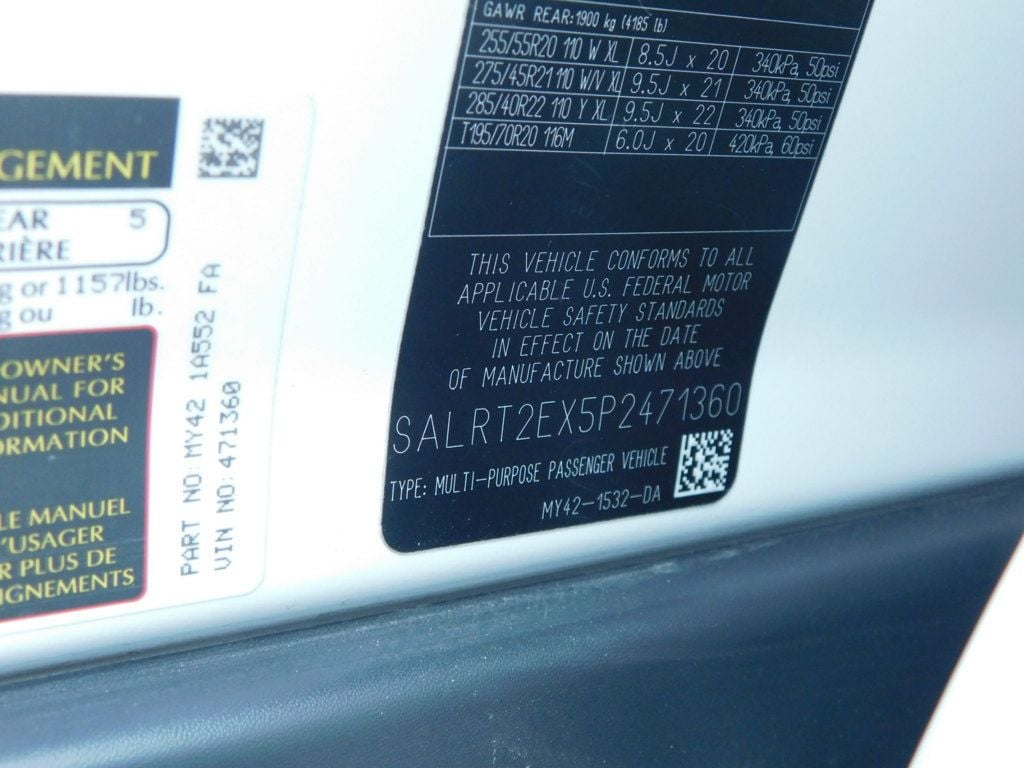 GEMENT
EAR 5
RIÈRE
g or 1157lbs.
g ou lb.
OWNER'S
NUAL FOR
DITIONAL
ORMATION
LE MANUEL
'USAGER
R PLUS DE
IGNEMENTS
PART NO:MY42 1A552 FA
VIN NO:471360
GAWR REAR:1900 kg (4185 lb)
255/55R20 110 W XL 8.5J x 20 340kPa, 50psi
275/45R21 110 W/V XL 9.5J x 21 340kPa, 50psi
285/40R22 110 Y XL 9.5J x 22 340kPa, 50psi
T195/70R20 116M 6.0J x 20 420kPa, 60psi
THIS VEHICLE CONFORMS TO ALL
APPLICABLE U.S. FEDERAL MOTOR
VEHICLE SAFETY STANDARDS
IN EFFECT ON THE DATE
OF MANUFACTURE SHOWN ABOVE
SALRT2EX5P2471360
TYPE: MULTI-PURPOSE PASSENGER VEHICLE
MY42-1532-DA